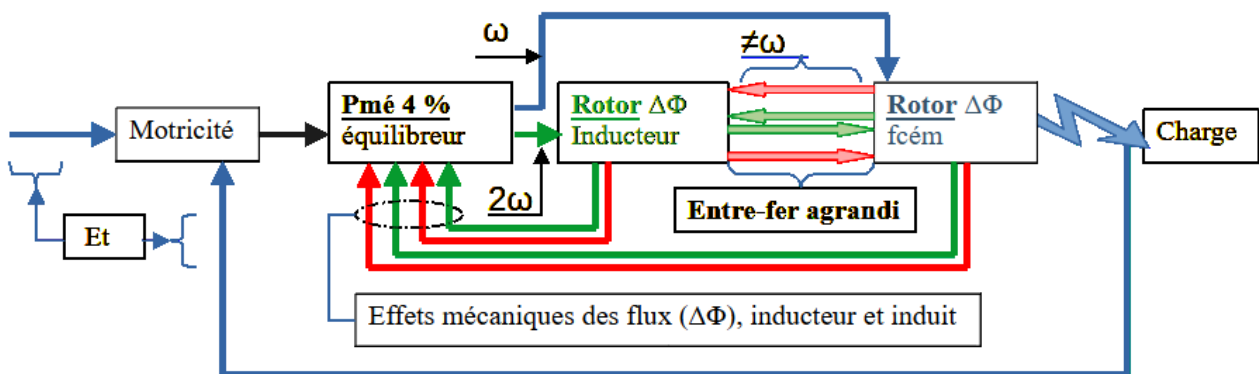 ω
≠ω
Motricité
Pmé 4 %
équilibreur
Rotor ΔΦ
Inducteur
Rotor ΔΦ
fcém
Charge
2ω
Entre-fer agrandi
Et
Effets mécaniques des flux (ΔΦ), inducteur et induit